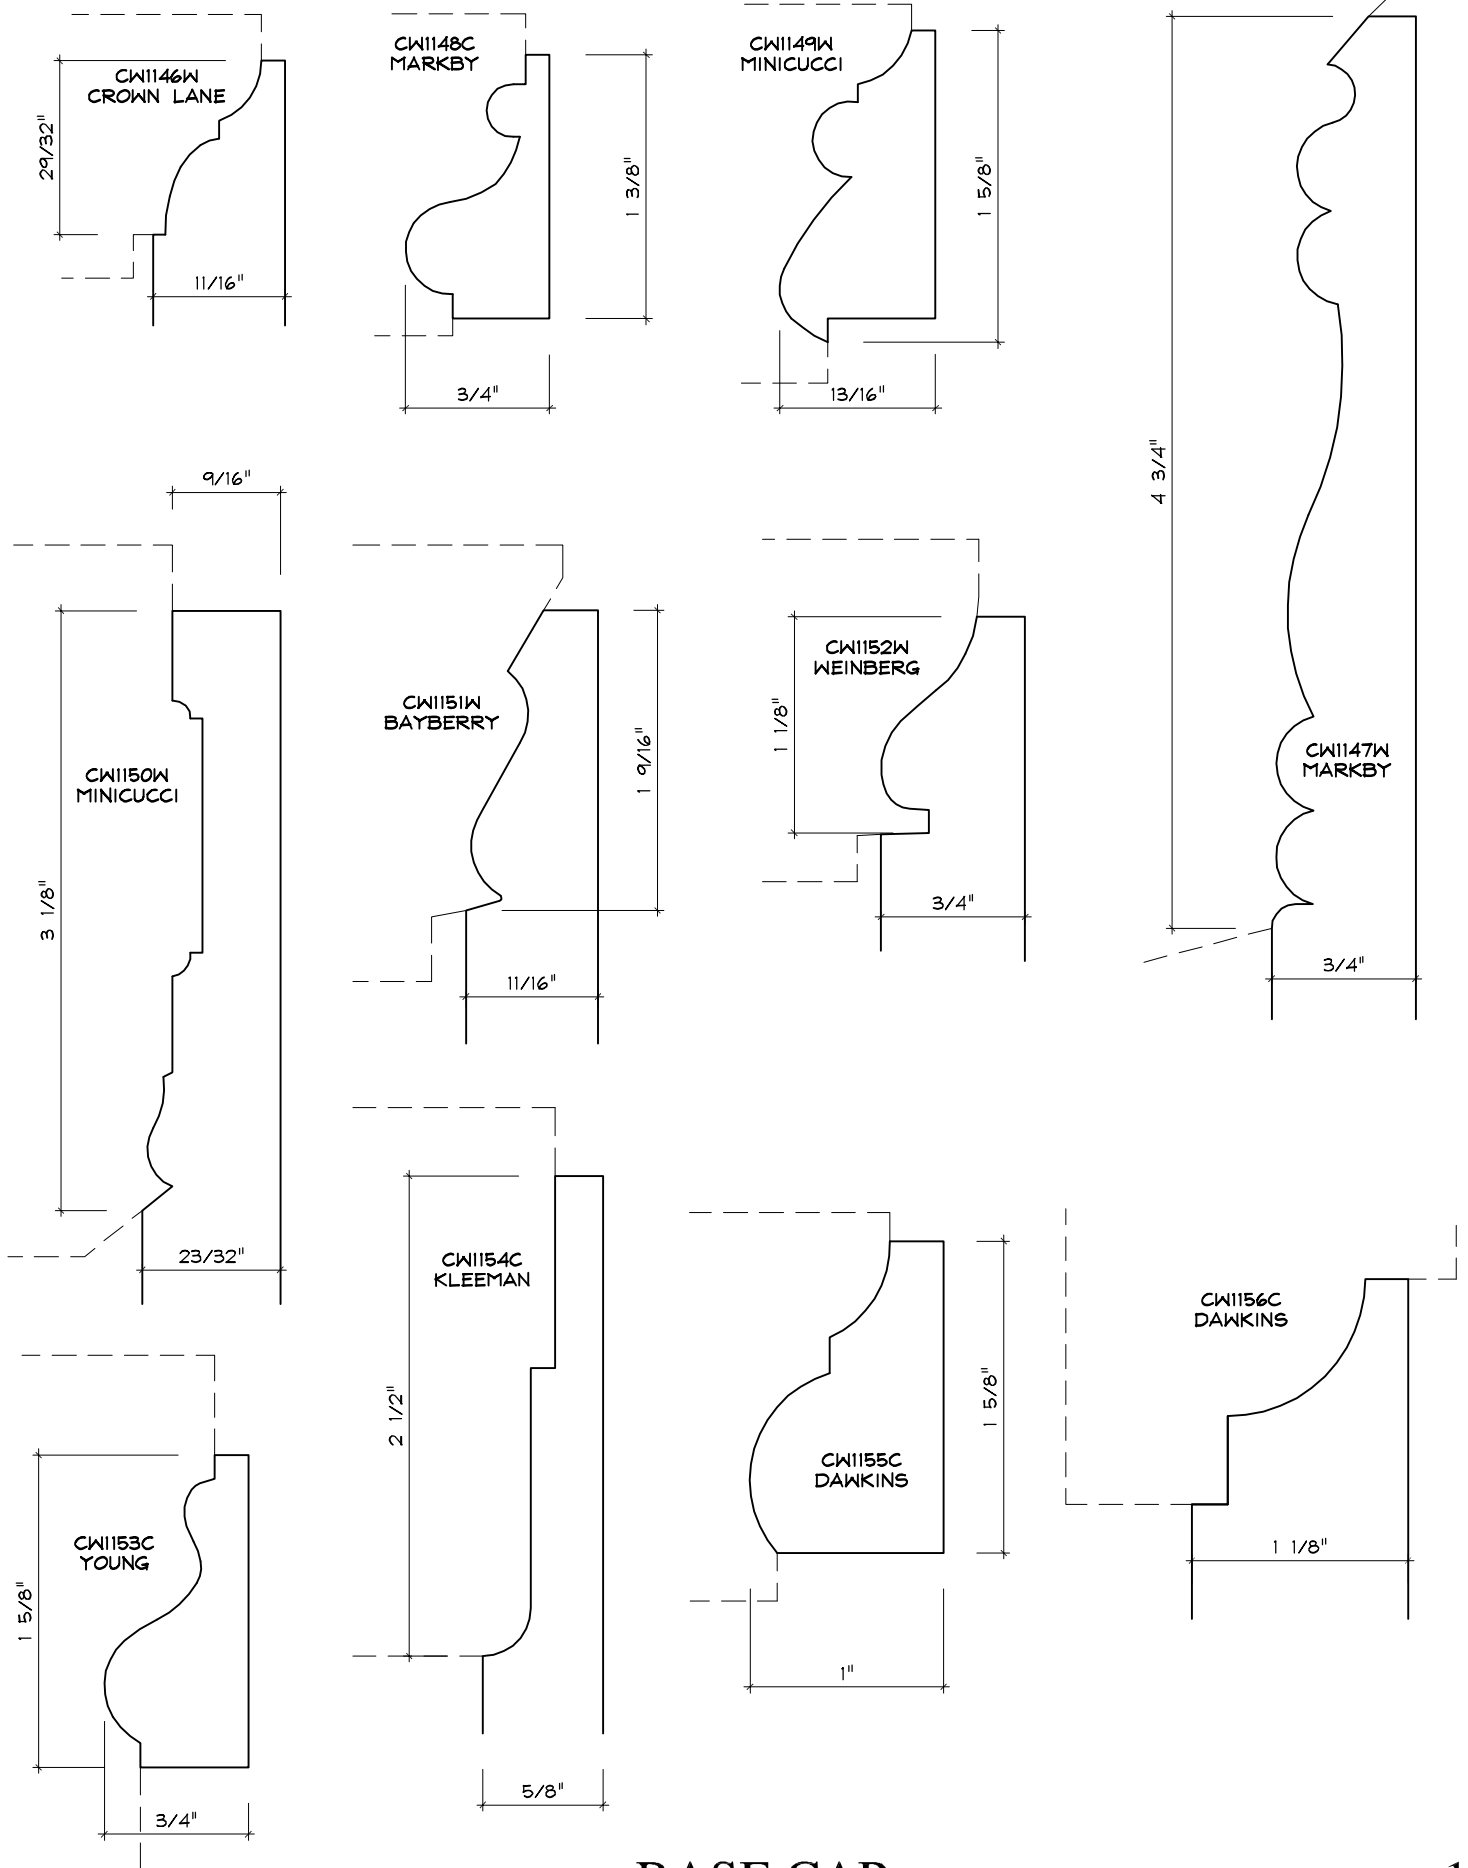 CW1146W
CROWN LANE
29/32"
11/16"
CW1148C
MARKBY
1 3/8"
3/4"
CW1149W
MINICUCCI
1 5/8"
13/16"
4 3/4"
CW1147W
MARKBY
3/4"
9/16"
CW1150W
MINICUCCI
3 1/8"
23/32"
CW1151W
BAYBERRY
1 9/16"
11/16"
CW1152W
WEINBERG
1 1/8"
3/4"
CW1153C
YOUNG
1 5/8"
3/4"
CW1154C
KLEEMAN
2 1/2"
5/8"
CW1155C
DAWKINS
1 5/8"
1"
CW1156C
DAWKINS
1 1/8"
BASE CAP